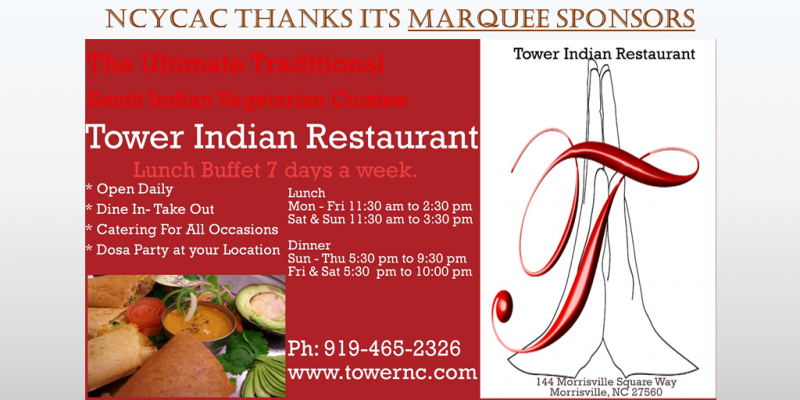 NCYCAC THANKS ITS MARQUEE SPONSORS
The Ultimate Traditional
South Indian Vegetarian Cuisine
Tower Indian Restaurant
Lunch Buffet 7 days a week.
* Open Daily
* Dine In- Take Out
* Catering For All Occasions
* Dosa Party at your Location
Lunch
Mon - Fri 11:30 am to 2:30 pm
Sat & Sun 11:30 am to 3:30 pm
Dinner
Sun - Thu 5:30 pm to 9:30 pm
Fri & Sat 5:30 pm to 10:00 pm
Ph: 919-465-2326
www.towernc.com
Tower Indian Restaurant
T
144 Morrisville Square Way
Morrisville, NC 27560